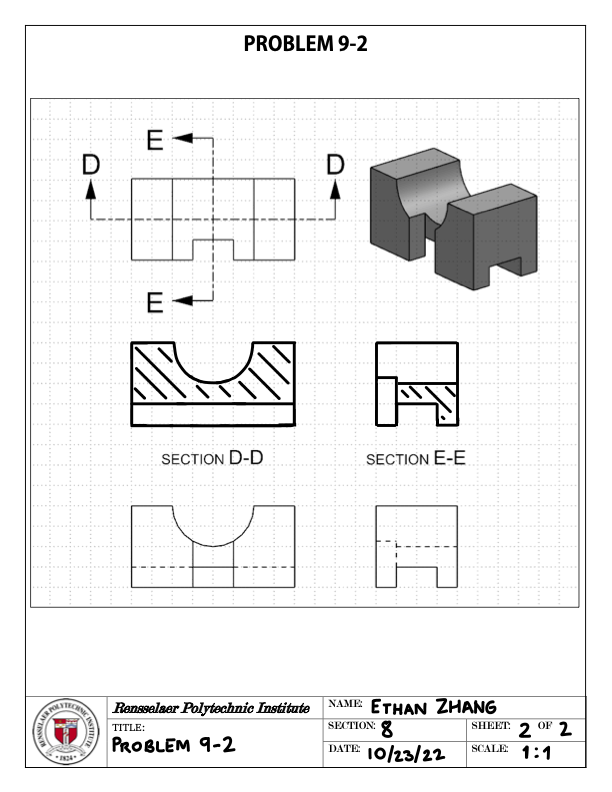 PROBLEM 9-2
E
D D
E
SECTION D-D SECTION E-E
RENSSELAER POLYTECHNIC INSTITUTE
1824
Rensselaer Polytechnic Institute
TITLE:
PROBLEM 9-2
NAME: ETHAN ZHANG
SECTION: 8 SHEET: 2 OF 2
DATE: 10/23/22 SCALE: 1:1